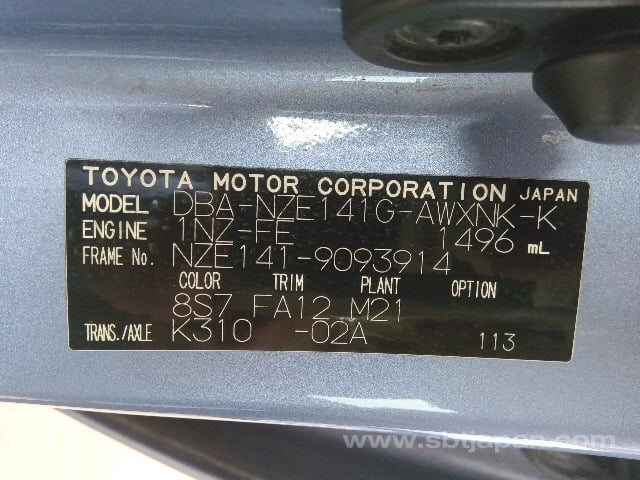 TOYOTA MOTOR CORPORATION JAPAN
MODEL DBA-NZE141G-AWXNK-K
ENGINE 1NZ-FE 1496 mL
FRAME No. NZE141-9093914
COLOR TRIM PLANT OPTION
8S7 FA12 M21
TRANS./AXLE K310 -02A 113
www.sbtjapan.com